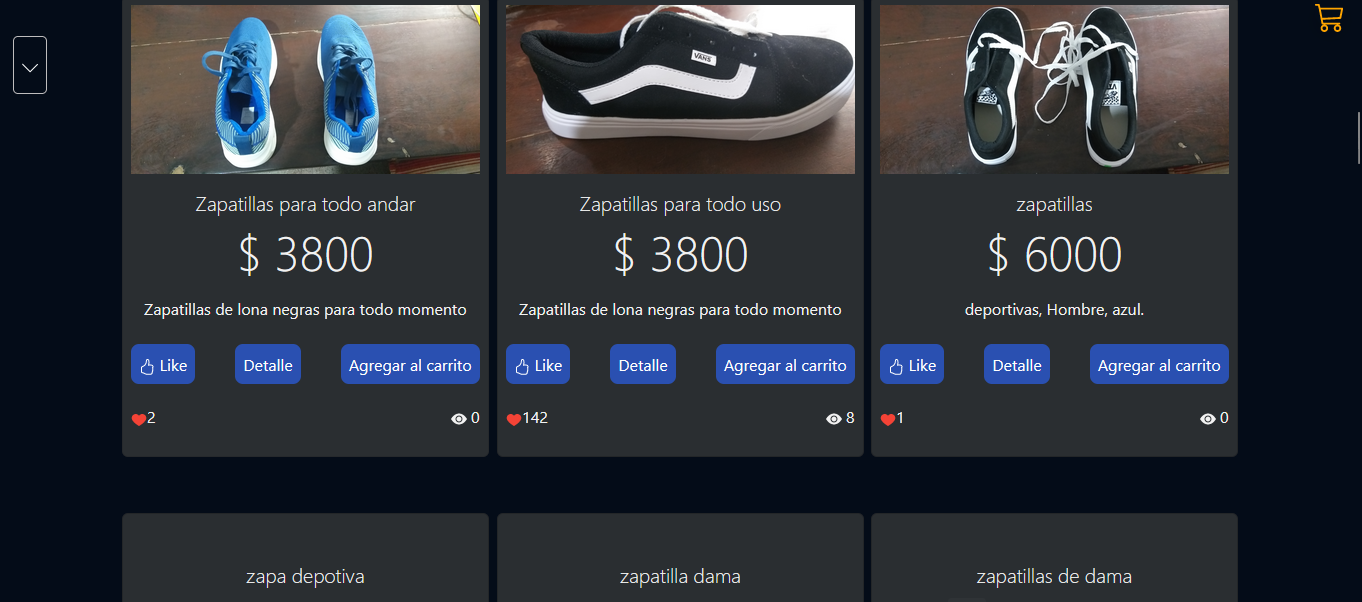 VANS
Zapatillas para todo andar
$ 3800
Zapatillas de lona negras para todo momento
Like
Detalle
Agregar al carrito
2
0
Zapatillas para todo uso
$ 3800
Zapatillas de lona negras para todo momento
Like
Detalle
Agregar al carrito
142
8
zapatillas
$ 6000
deportivas, Hombre, azul.
Like
Detalle
Agregar al carrito
1
0
zapa depotiva
zapatilla dama
zapatillas de dama